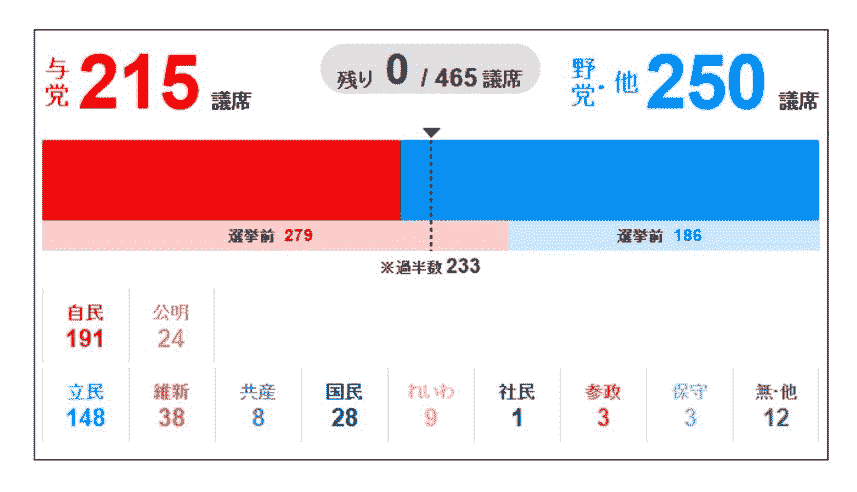 与党 215 議席
残り 0 / 465 議席
野党・他 250 議席
選挙前 279
選挙前 186
※過半数 233
自民 公明
191 24
立民 維新 共産 国民 れいわ 社民 参政 保守 無・他
148 38 8 28 9 1 3 3 12